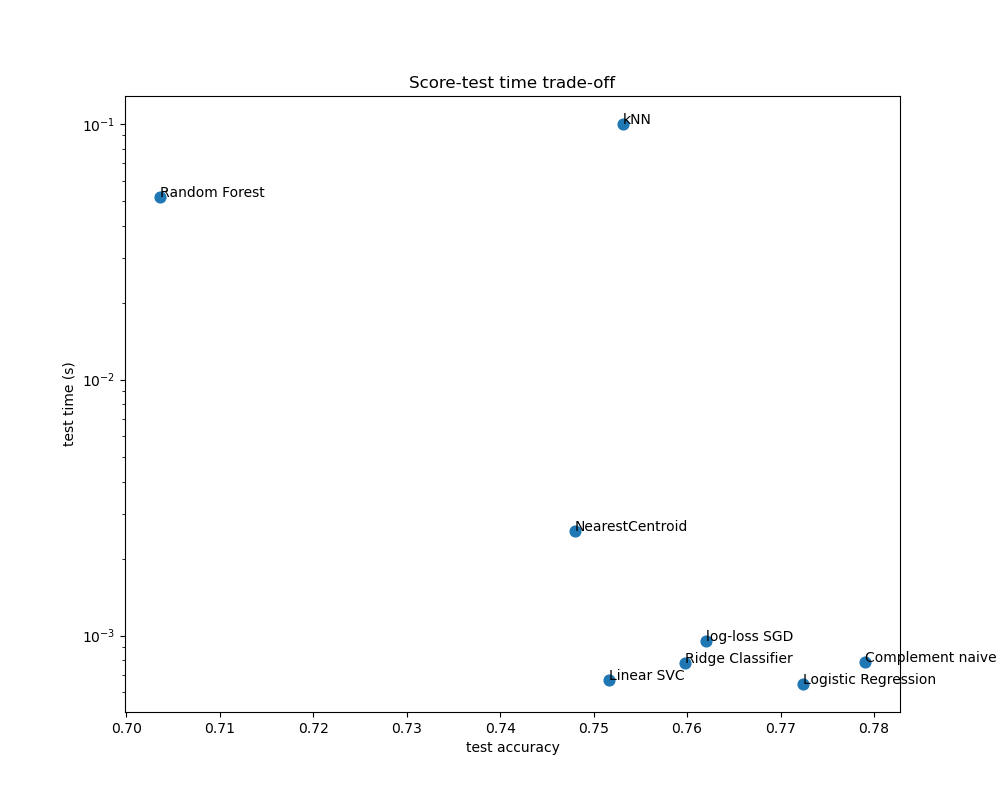 Score-test time trade-off
10⁻¹
kNN
Random Forest
10⁻²
test time (s)
NearestCentroid
10⁻³
log-loss SGD
Ridge Classifier
Complement naive
Linear SVC
Logistic Regression
0.70 0.71 0.72 0.73 0.74 0.75 0.76 0.77 0.78
test accuracy